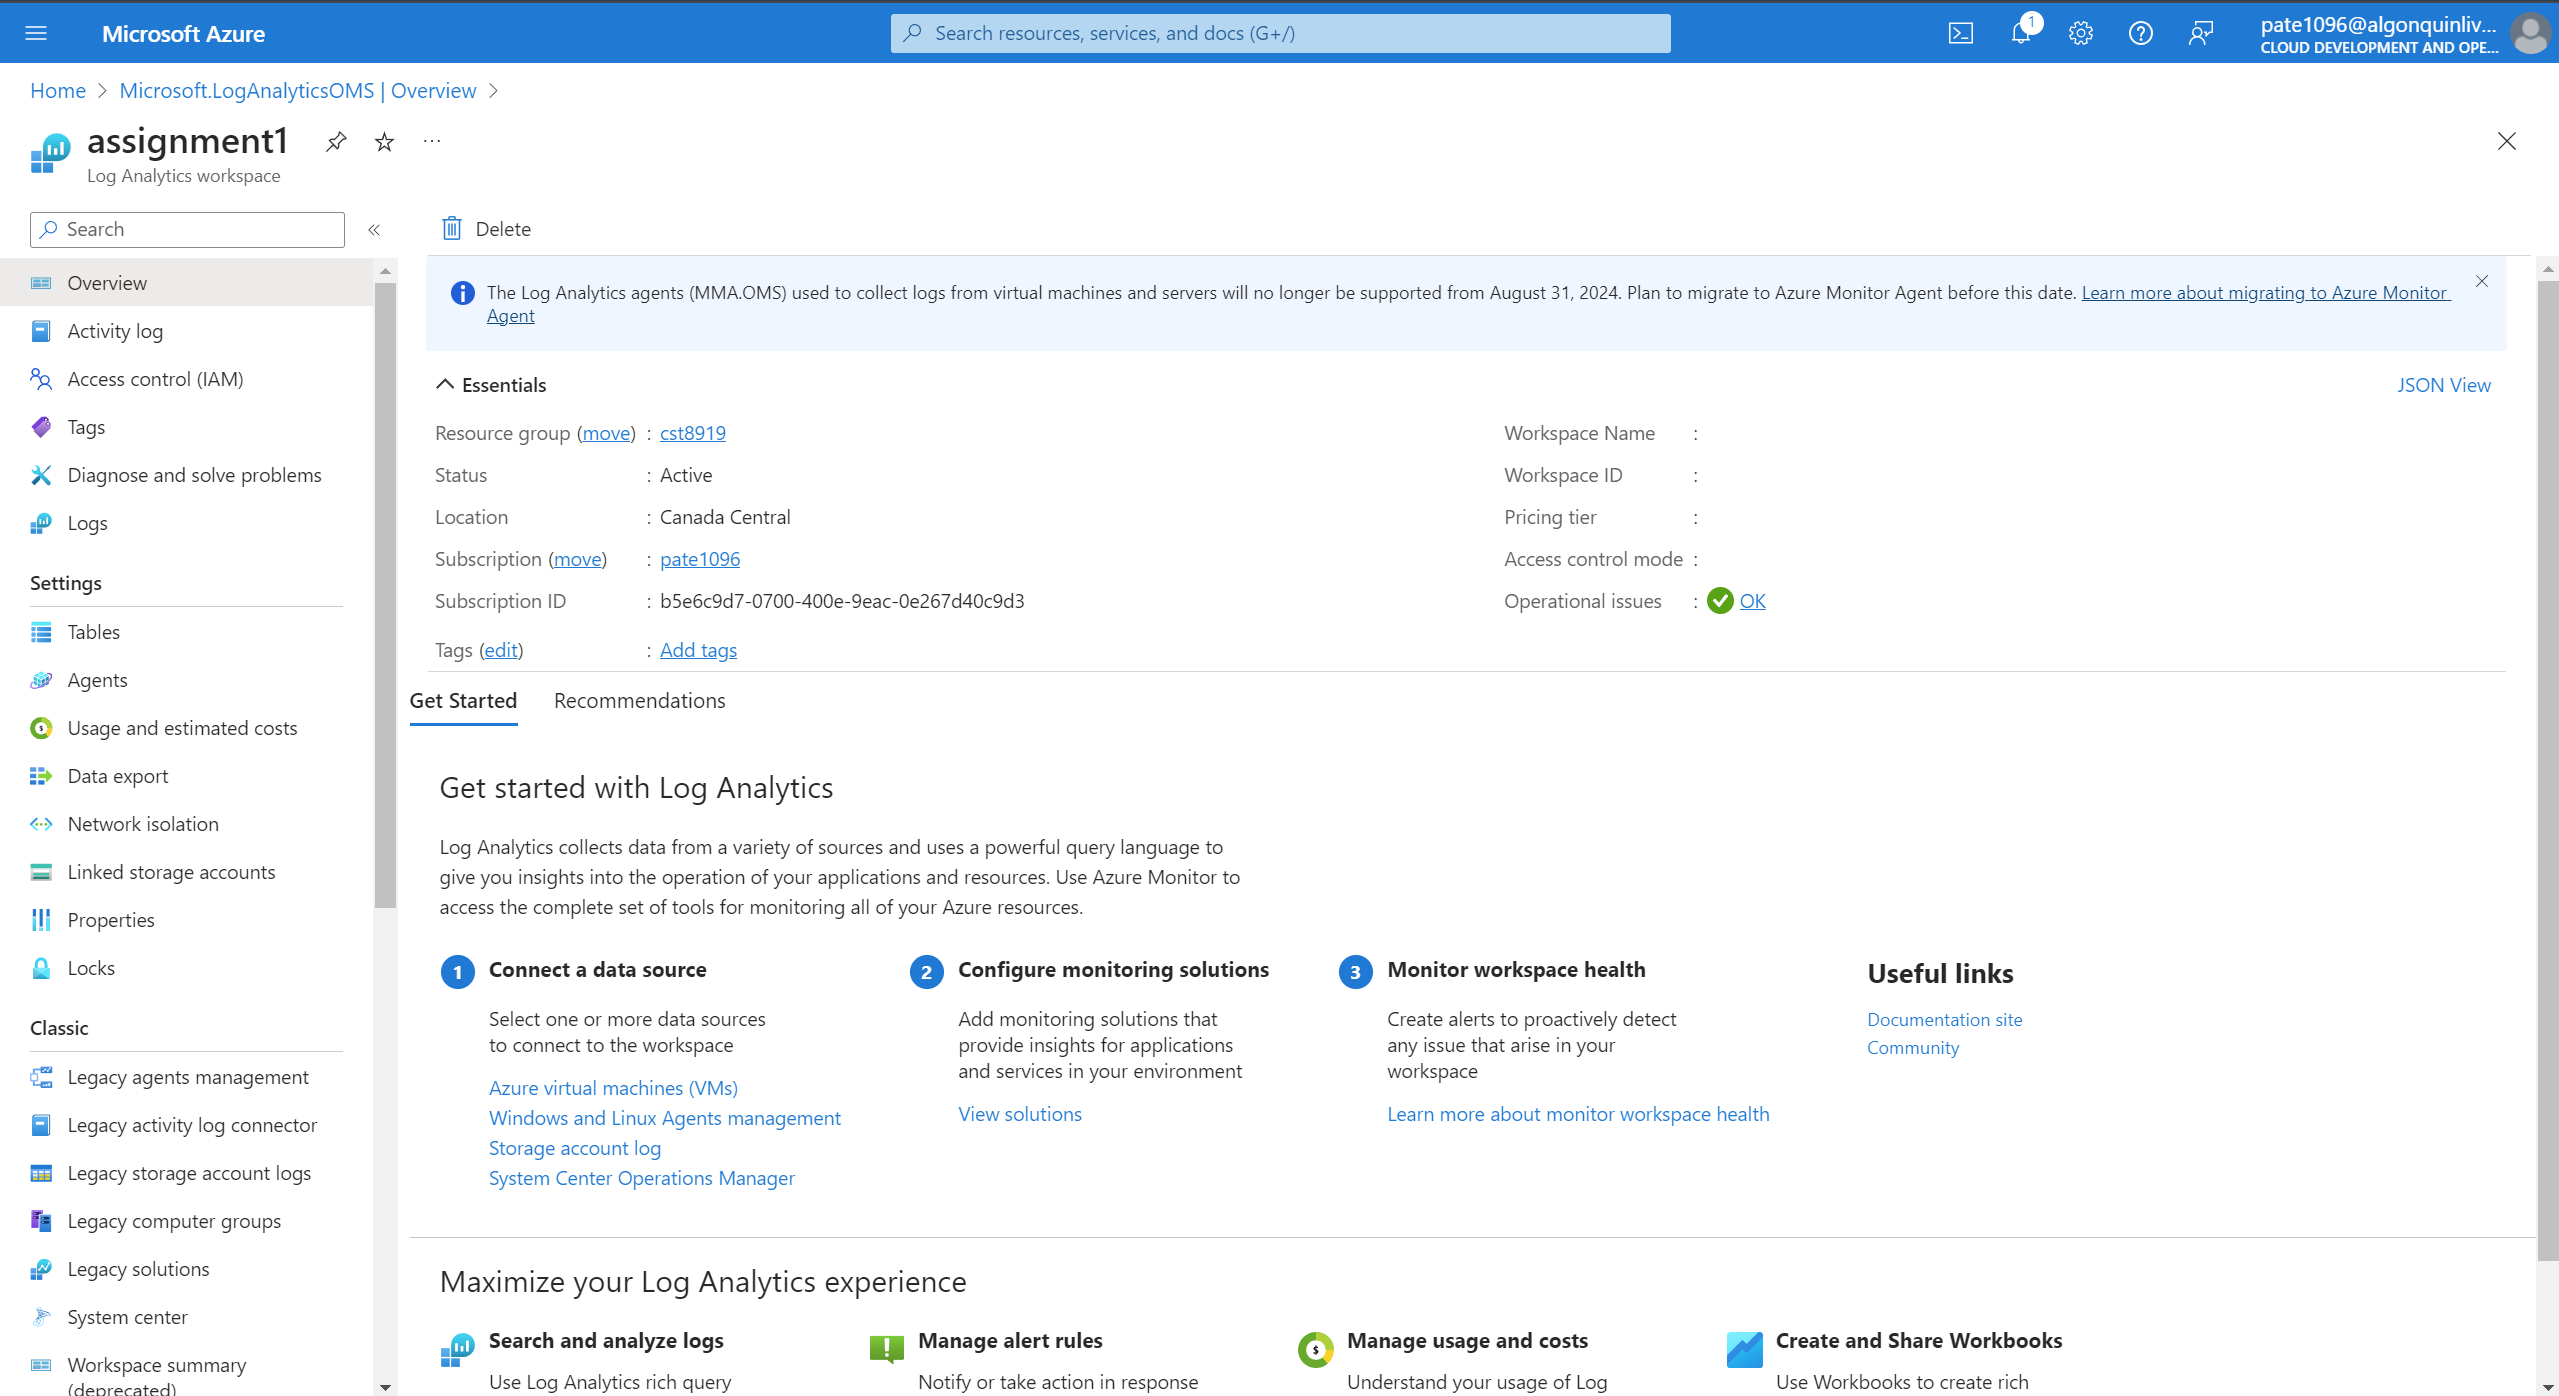 Microsoft Azure
Search resources, services, and docs (G+/)
1
pate1096@algonquinliv...
CLOUD DEVELOPMENT AND OPE...
Home > Microsoft.LogAnalyticsOMS | Overview >
assignment1
...
Log Analytics workspace
Search
«
Overview
Activity log
Access control (IAM)
Tags
Diagnose and solve problems
Logs
Settings
Tables
Agents
Usage and estimated costs
Data export
Network isolation
Linked storage accounts
Properties
Locks
Classic
Legacy agents management
Legacy activity log connector
Legacy storage account logs
Legacy computer groups
Legacy solutions
System center
Workspace summary
(deprecated)
Delete
The Log Analytics agents (MMA.OMS) used to collect logs from virtual machines and servers will no longer be supported from August 31, 2024. Plan to migrate to Azure Monitor Agent before this date. Learn more about migrating to Azure Monitor
Agent
Essentials
JSON View
Resource group (move) : cst8919
Status : Active
Location : Canada Central
Subscription (move) : pate1096
Subscription ID : b5e6c9d7-0700-400e-9eac-0e267d40c9d3
Tags (edit) : Add tags
Workspace Name :
Workspace ID :
Pricing tier :
Access control mode :
Operational issues : OK
Get Started
Recommendations
Get started with Log Analytics
Log Analytics collects data from a variety of sources and uses a powerful query language to
give you insights into the operation of your applications and resources. Use Azure Monitor to
access the complete set of tools for monitoring all of your Azure resources.
1 Connect a data source
Select one or more data sources
to connect to the workspace
Azure virtual machines (VMs)
Windows and Linux Agents management
Storage account log
System Center Operations Manager
2 Configure monitoring solutions
Add monitoring solutions that
provide insights for applications
and services in your environment
View solutions
3 Monitor workspace health
Create alerts to proactively detect
any issue that arise in your
workspace
Learn more about monitor workspace health
Useful links
Documentation site
Community
Maximize your Log Analytics experience
Search and analyze logs
Use Log Analytics rich query
Manage alert rules
Notify or take action in response
Manage usage and costs
Understand your usage of Log
Create and Share Workbooks
Use Workbooks to create rich